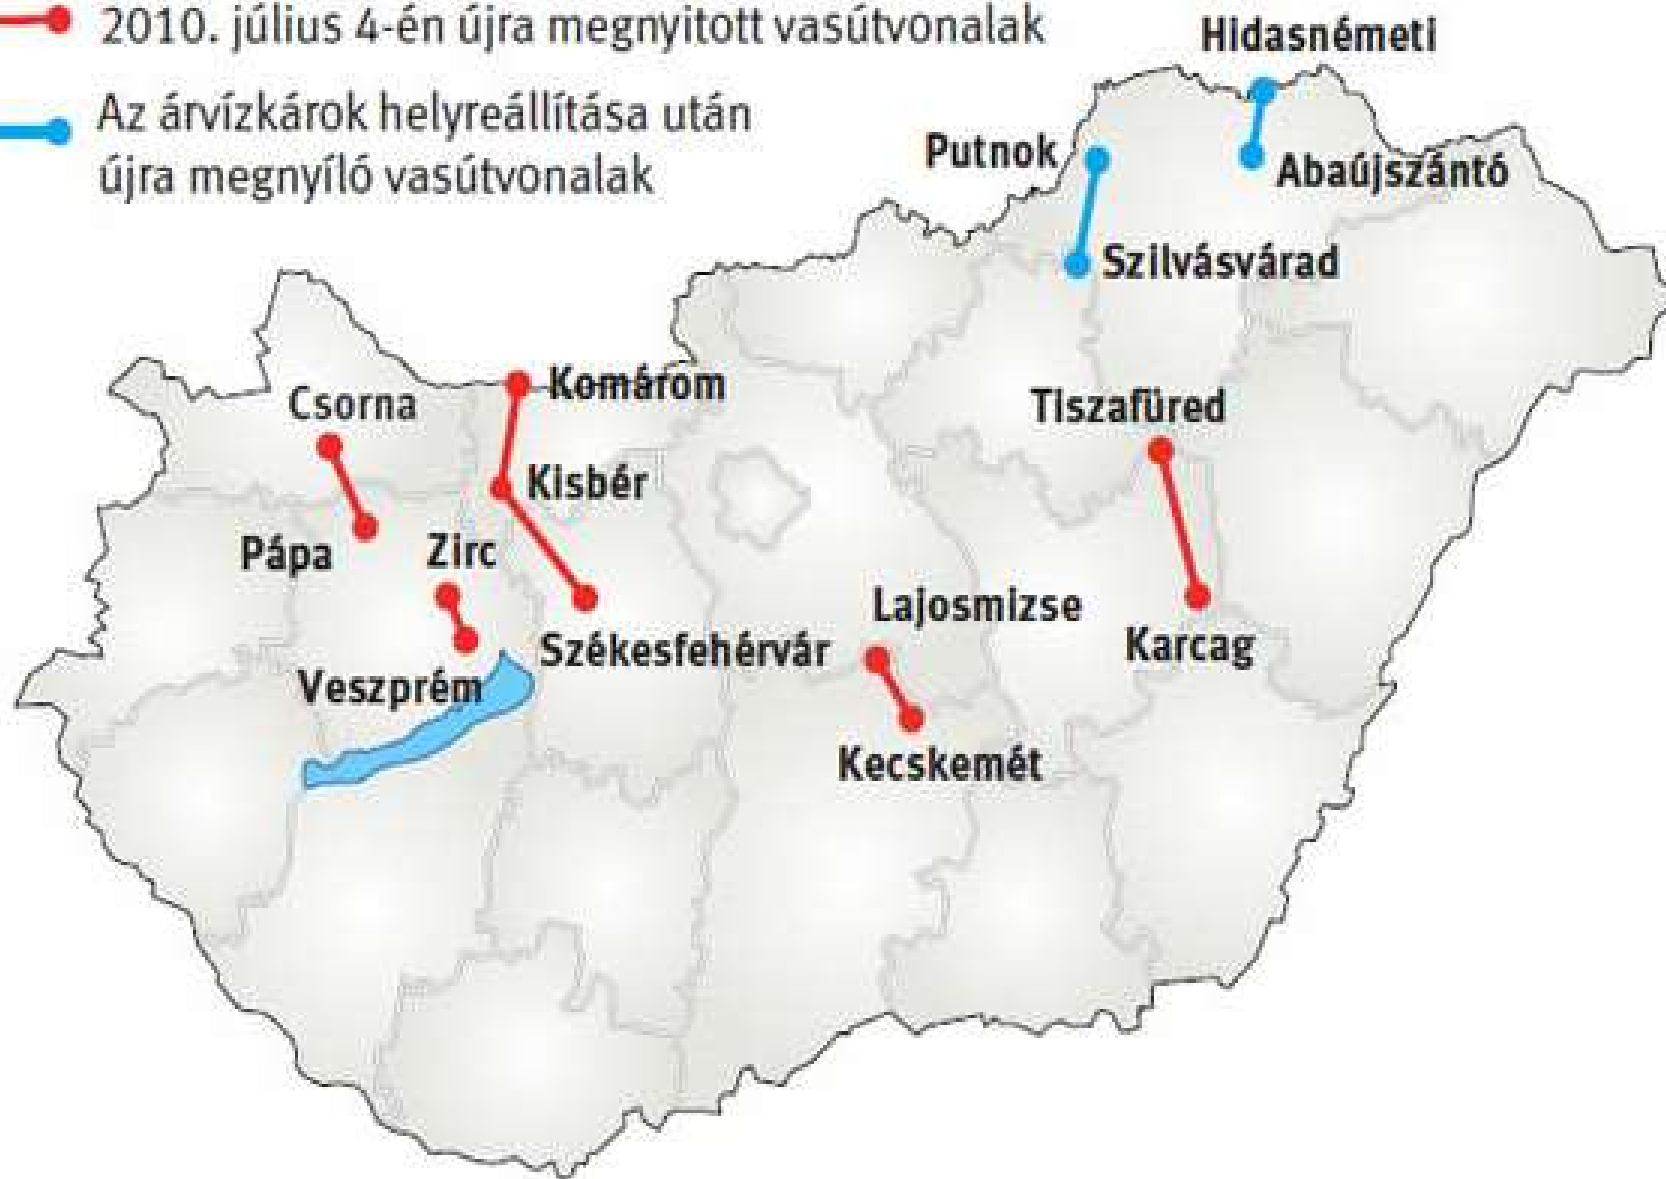 2010. július 4-én újra megnyitott vasútvonalak
Az árvízkárok helyreállítása után
újra megnyíló vasútvonalak
Hidasnémeti
Putnok
Abaújszántó
Szilvásvárad
Komárom
Csorna
Tiszafüred
Kisbér
Pápa
Zirc
Lajosmizse
Székesfehérvár
Karcag
Veszprém
Kecskemét